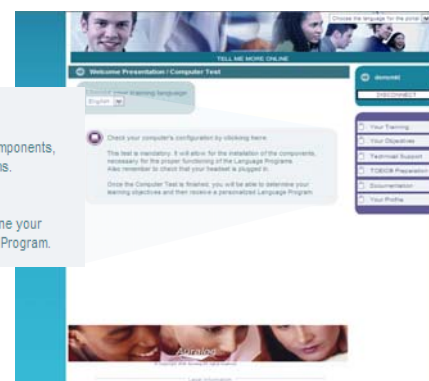 Choose the language for the portal
TELL ME MORE ONLINE
Welcome Presentation / Computer Test
Choose your training language
English
Check your computer's configuration by clicking here.
This test is mandatory. It will allow for the installation of the components,
necessary for the proper functioning of the Language Programs.
Also remember to check that your headset is plugged in.
Once the Computer Test is finished, you will be able to determine your
learning objectives and then receive a personalized Language Program.
mponents,
ms.
ne your
Program.
DISCONNECT
Your Training
Your Objectives
Technical Support
TOEIC® Preparation
Documentation
Your Profile
Auralog
Legal Information